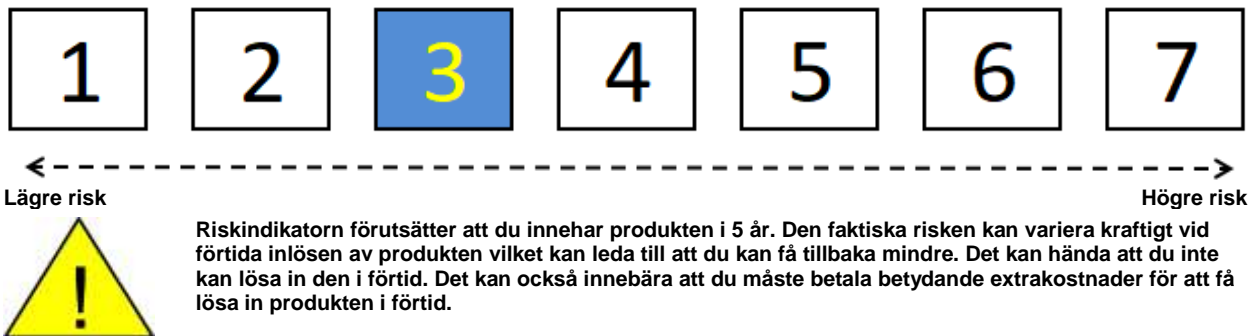 1 2 3 4 5 6 7
Lägre risk Högre risk
Riskindikatorn förutsätter att du innehar produkten i 5 år. Den faktiska risken kan variera kraftigt vid
förtida inlösen av produkten vilket kan leda till att du kan få tillbaka mindre. Det kan hända att du inte
kan lösa in den i förtid. Det kan också innebära att du måste betala betydande extrakostnader för att få
lösa in produkten i förtid.
!